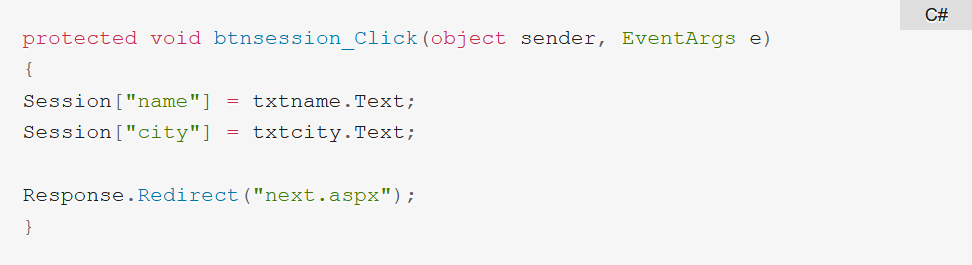 C#
protected void btnsession_Click(object sender, EventArgs e)
{
Session["name"] = txtname.Text;
Session["city"] = txtcity.Text;
Response.Redirect("next.aspx");
}